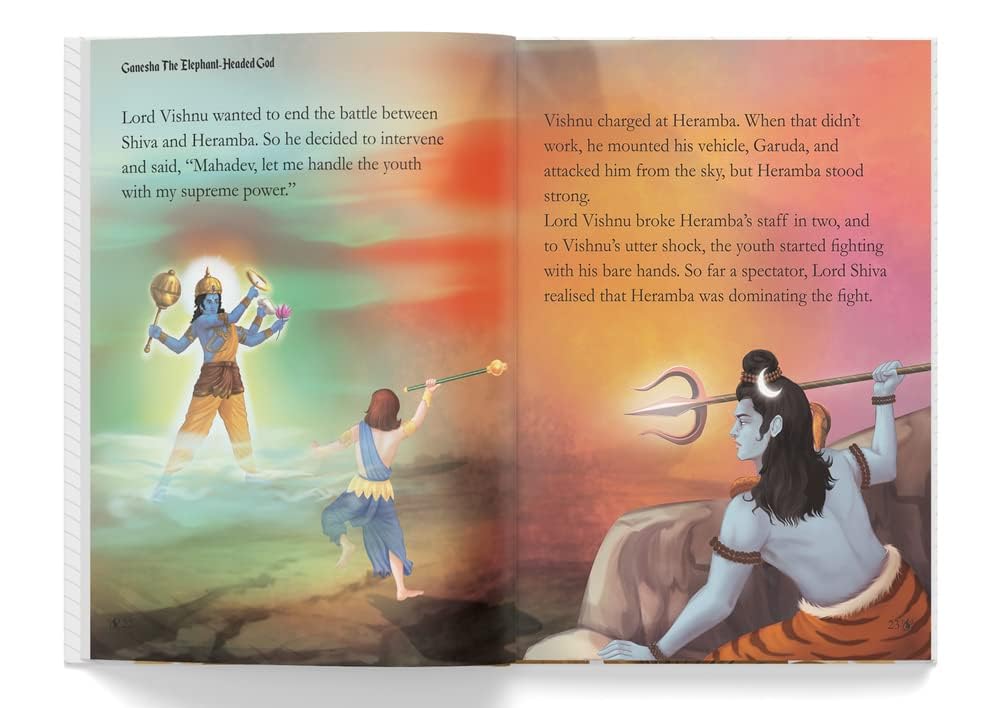 Ganesha The Elephant-Headed God
Lord Vishnu wanted to end the battle between
Shiva and Heramba. So he decided to intervene
and said, “Mahadev, let me handle the youth
with my supreme power.”
Vishnu charged at Heramba. When that didn’t
work, he mounted his vehicle, Garuda, and
attacked him from the sky, but Heramba stood
strong.
Lord Vishnu broke Heramba’s staff in two, and
to Vishnu’s utter shock, the youth started fighting
with his bare hands. So far a spectator, Lord Shiva
realised that Heramba was dominating the fight.
23